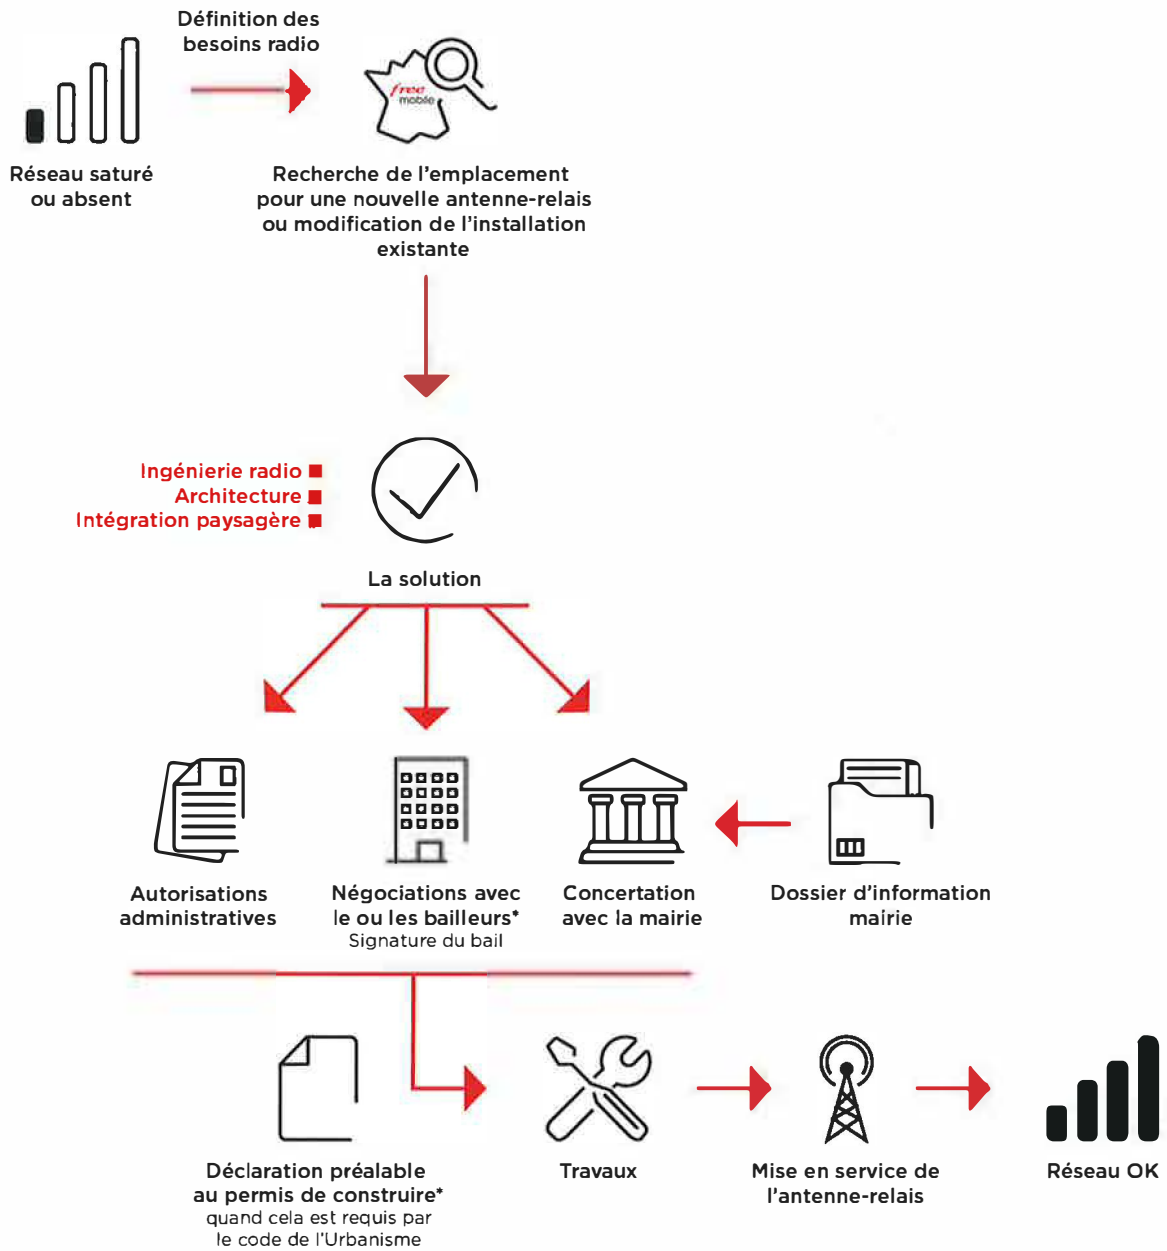 Définition des
besoins radio
free
mobile
Réseau saturé
ou absent
Recherche de l'emplacement
pour une nouvelle antenne-relais
ou modification de l'installation
existante
Ingénierie radio
Architecture
Intégration paysagère
La solution
Autorisations
administratives
Négociations avec
le ou les bailleurs*
Signature du bail
Concertation
avec la mairie
Dossier d'information
mairie
Déclaration préalable
au permis de construire*
quand cela est requis par
le code de l'Urbanisme
Travaux
Mise en service de
l'antenne-relais
Réseau OK